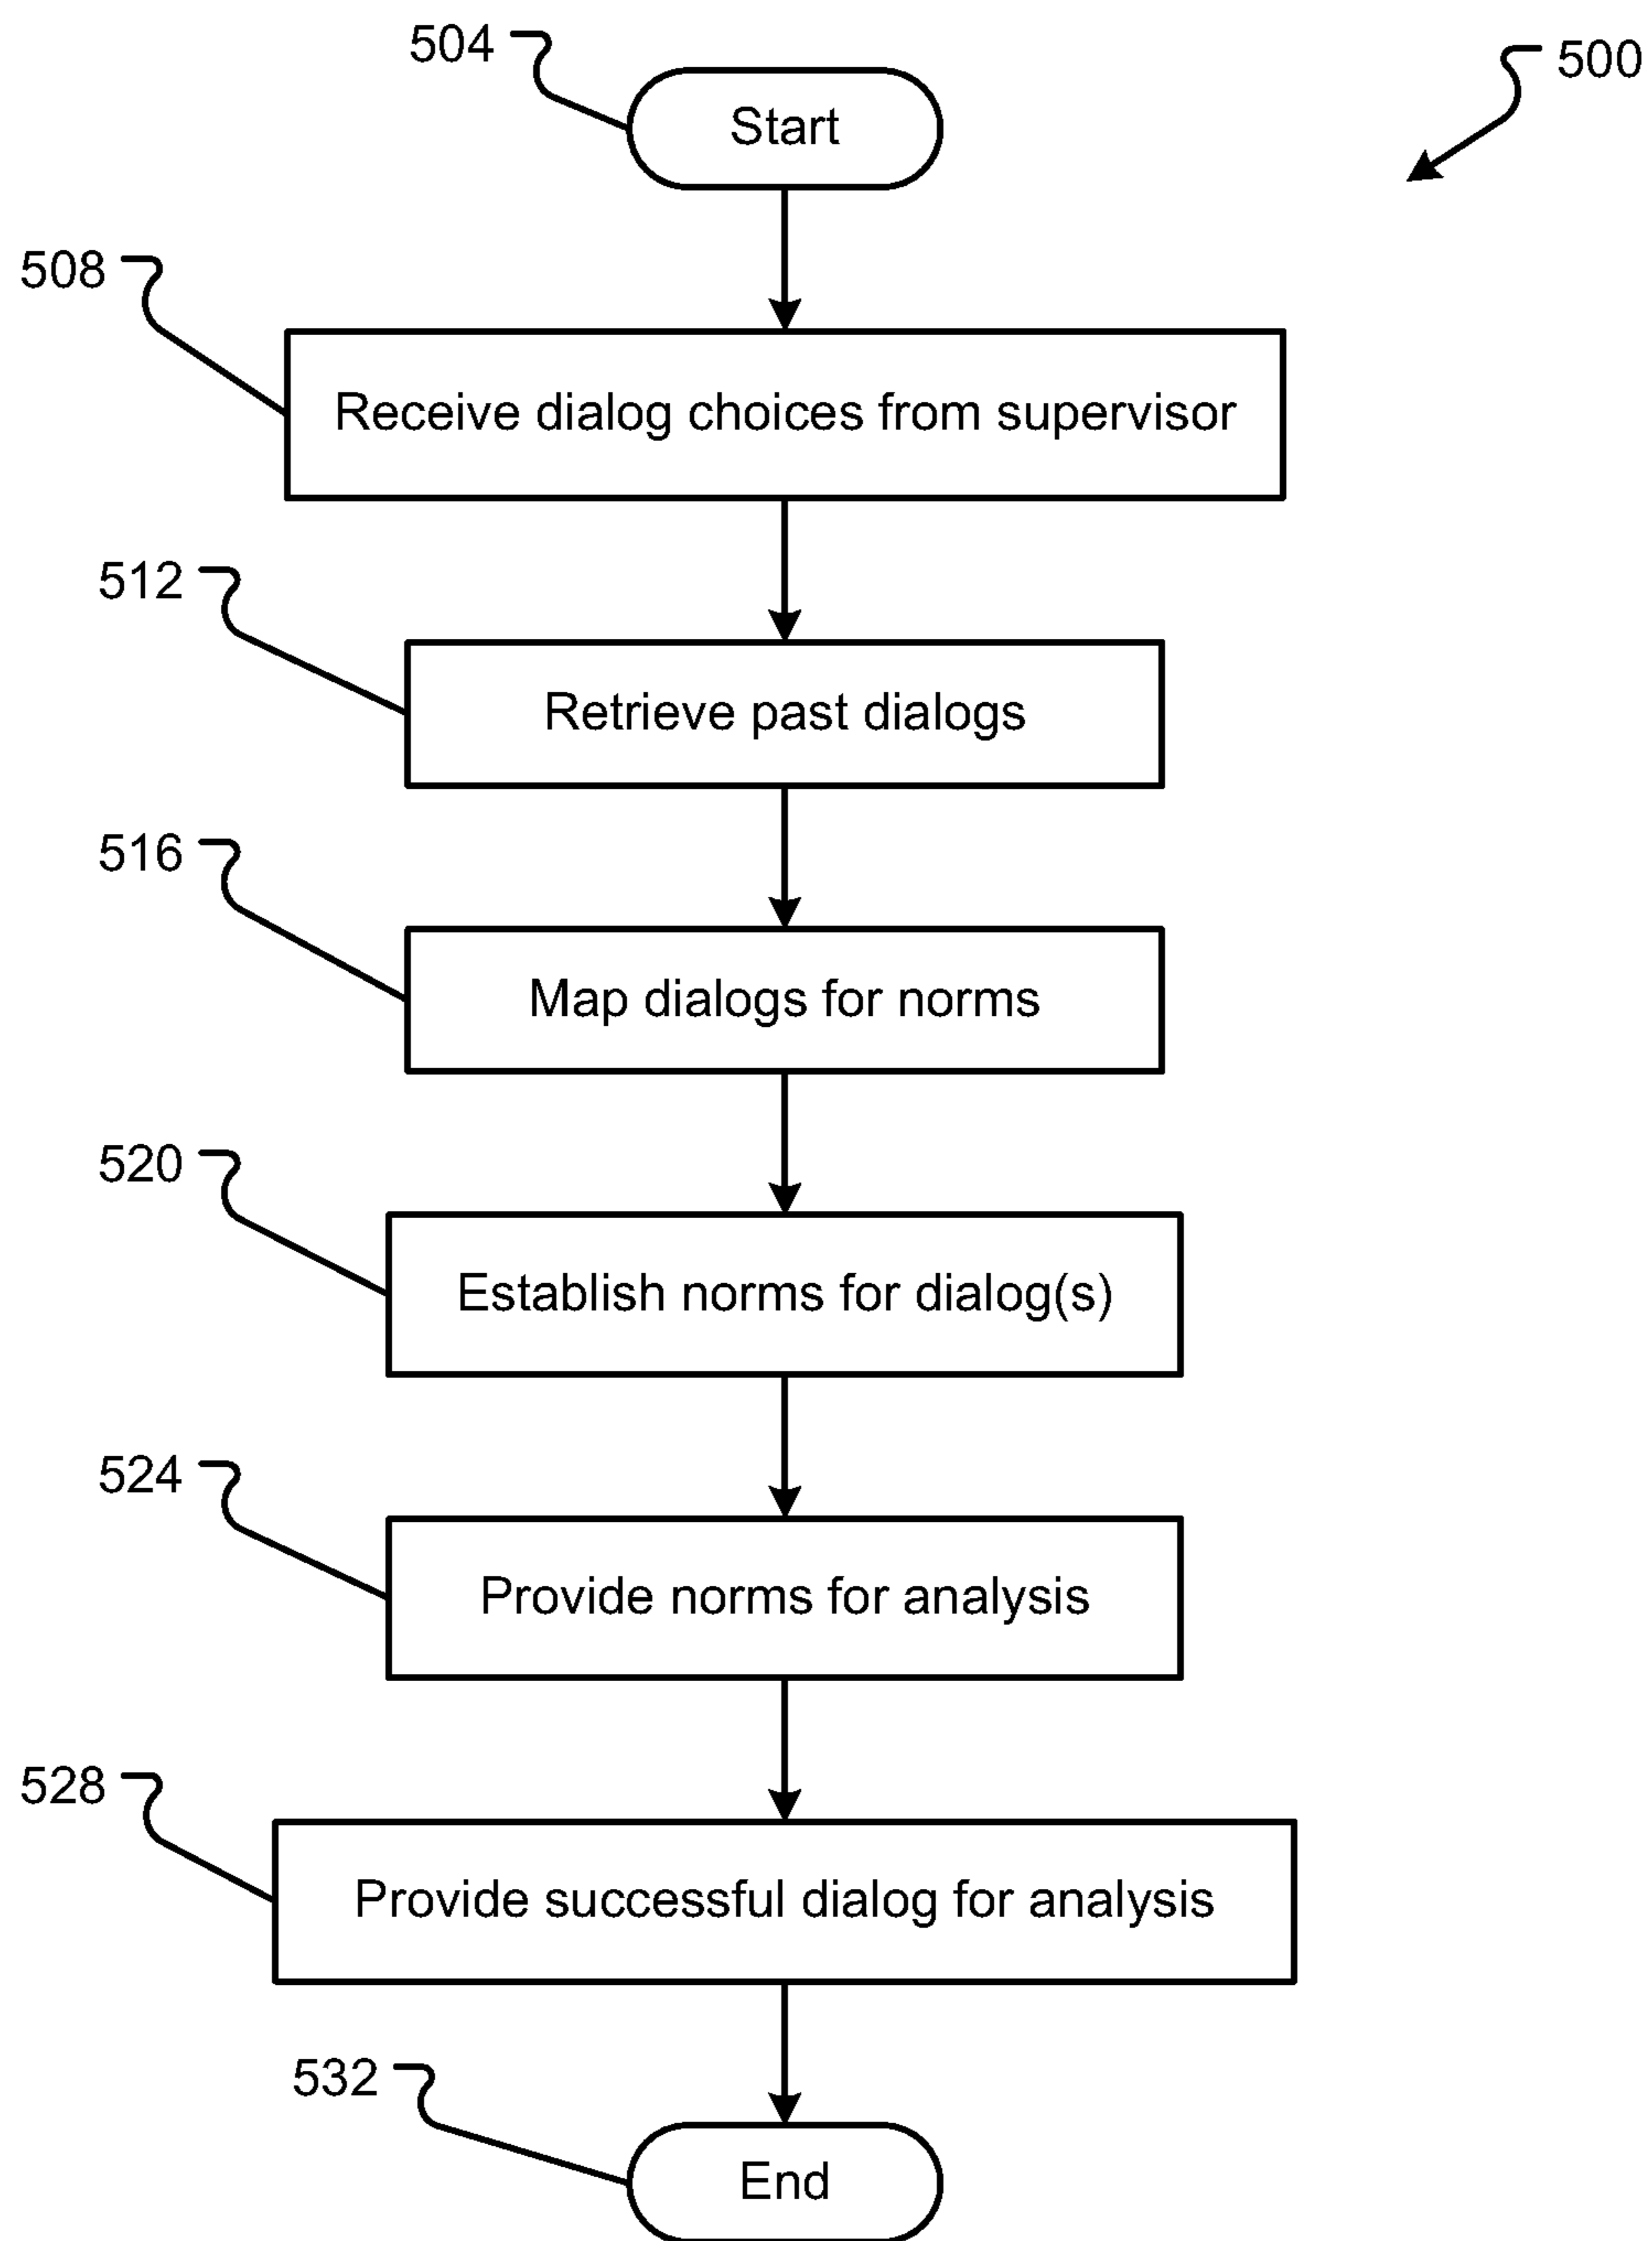 504
500
Start
508
Receive dialog choices from supervisor
512
Retrieve past dialogs
516
Map dialogs for norms
520
Establish norms for dialog(s)
524
Provide norms for analysis
528
Provide successful dialog for analysis
532
End